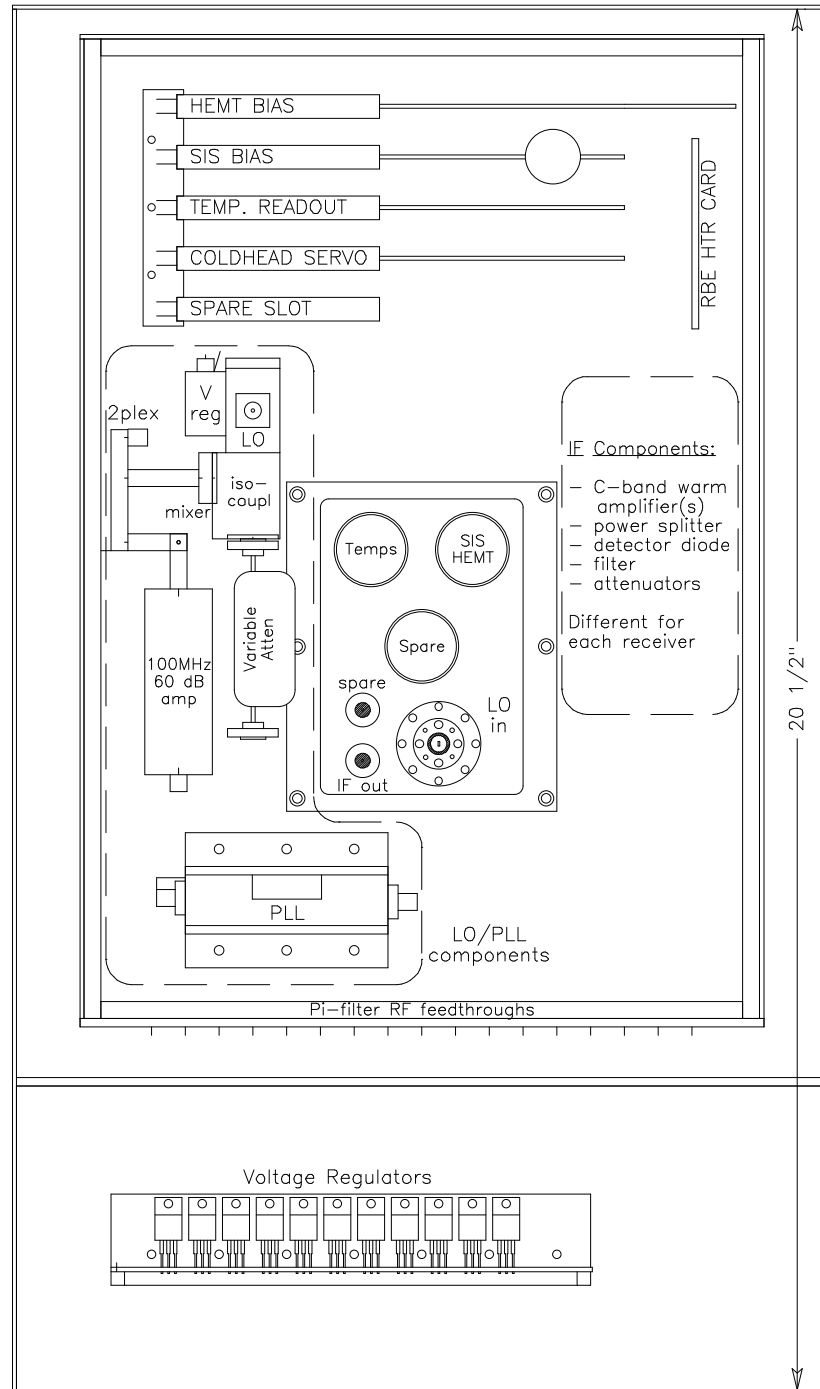 HEMT BIAS
SIS BIAS
TEMP. READOUT
COLDHEAD SERVO
SPARE SLOT
RBE HTR CARD
V
reg
LO
2plex
iso-
coupl
mixer
100MHz
60 dB
amp
Variable
Atten
Temps
SIS
HEMT
Spare
spare
LO
in
IF out
IF Components:
- C-band warm
amplifier(s)
- power splitter
- detector diode
- filter
- attenuators
Different for
each receiver
20 1/2"
PLL
LO/PLL
components
Pi-filter RF feedthroughs
Voltage Regulators